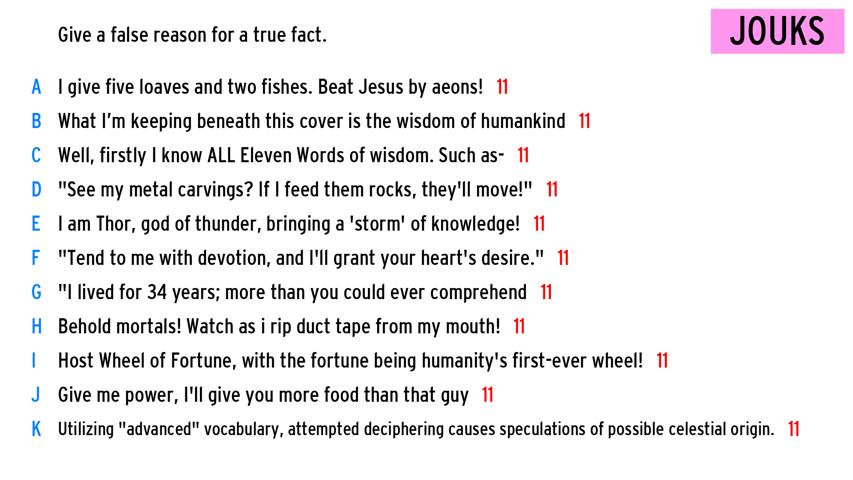 Give a false reason for a true fact.
JOUKS
A I give five loaves and two fishes. Beat Jesus by aeons! 11
B What I'm keeping beneath this cover is the wisdom of humankind 11
C Well, firstly I know ALL Eleven Words of wisdom. Such as- 11
D "See my metal carvings? If I feed them rocks, they'll move!" 11
E I am Thor, god of thunder, bringing a 'storm' of knowledge! 11
F "Tend to me with devotion, and I'll grant your heart's desire." 11
G "I lived for 34 years; more than you could ever comprehend 11
H Behold mortals! Watch as i rip duct tape from my mouth! 11
I Host Wheel of Fortune, with the fortune being humanity's first-ever wheel! 11
J Give me power, I'll give you more food than that guy 11
K Utilizing "advanced" vocabulary, attempted deciphering causes speculations of possible celestial origin. 11